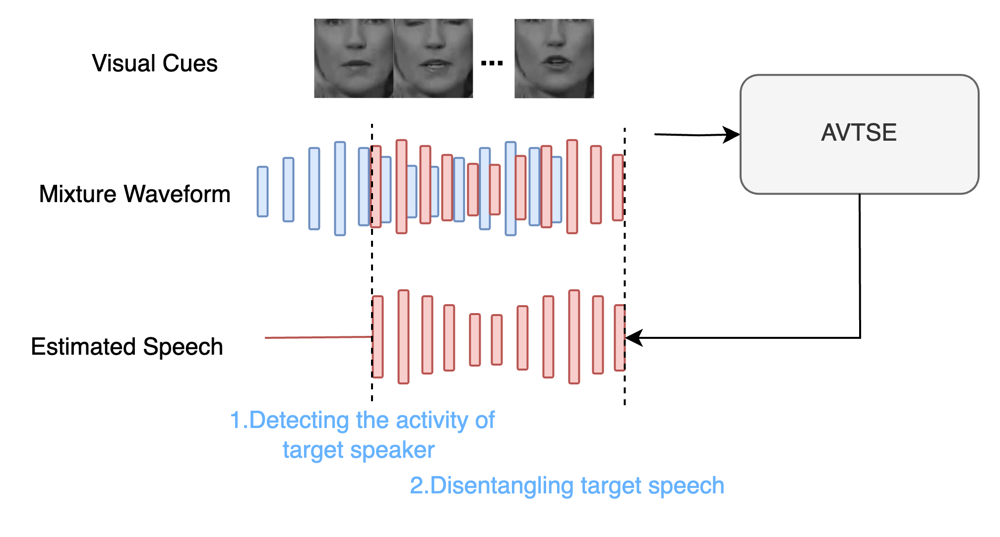 Visual Cues
...
AVTSE
Mixture Waveform
Estimated Speech
1.Detecting the activity of
target speaker
2.Disentangling target speech